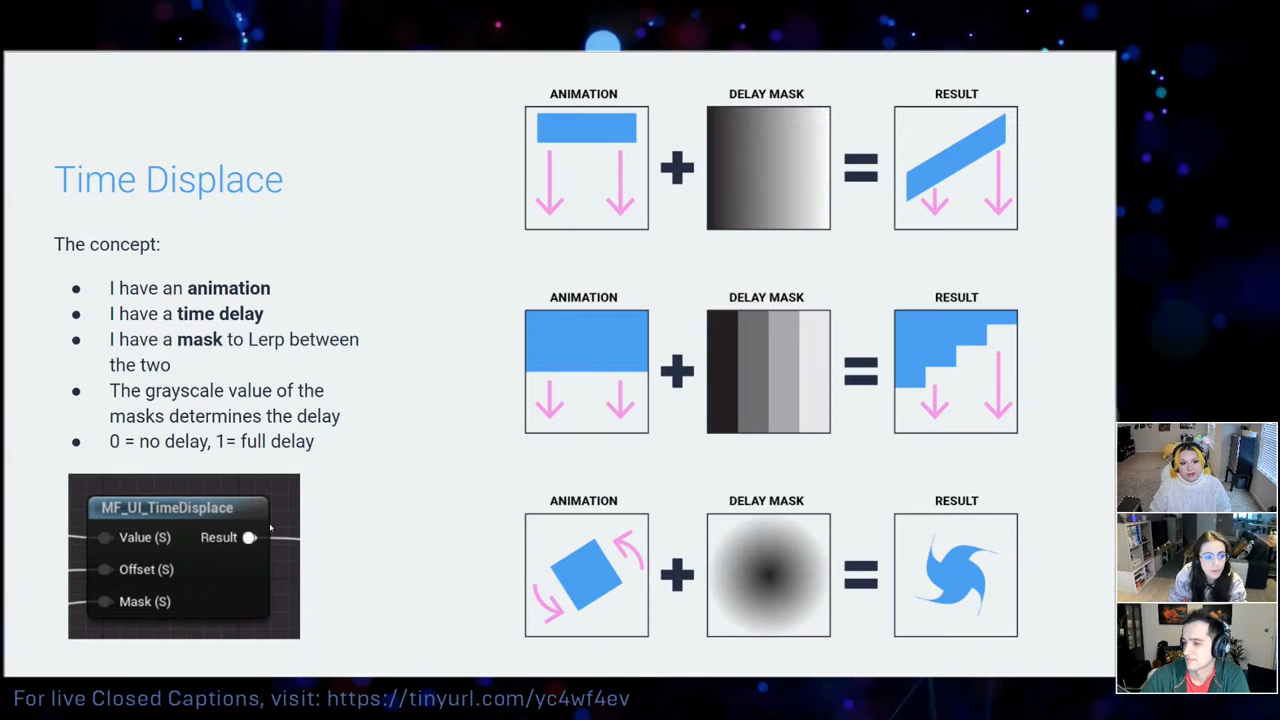 Time Displace
The concept:
● I have an animation
● I have a time delay
● I have a mask to Lerp between
the two
● The grayscale value of the
masks determines the delay
● 0 = no delay, 1= full delay
MF_UI_TimeDisplace
Value (S) Result
Offset (S)
Mask (S)
ANIMATION DELAY MASK RESULT
+ =
ANIMATION DELAY MASK RESULT
+ =
ANIMATION DELAY MASK RESULT
+ =
For live Closed Captions, visit: https://tinyurl.com/yc4wf4ev